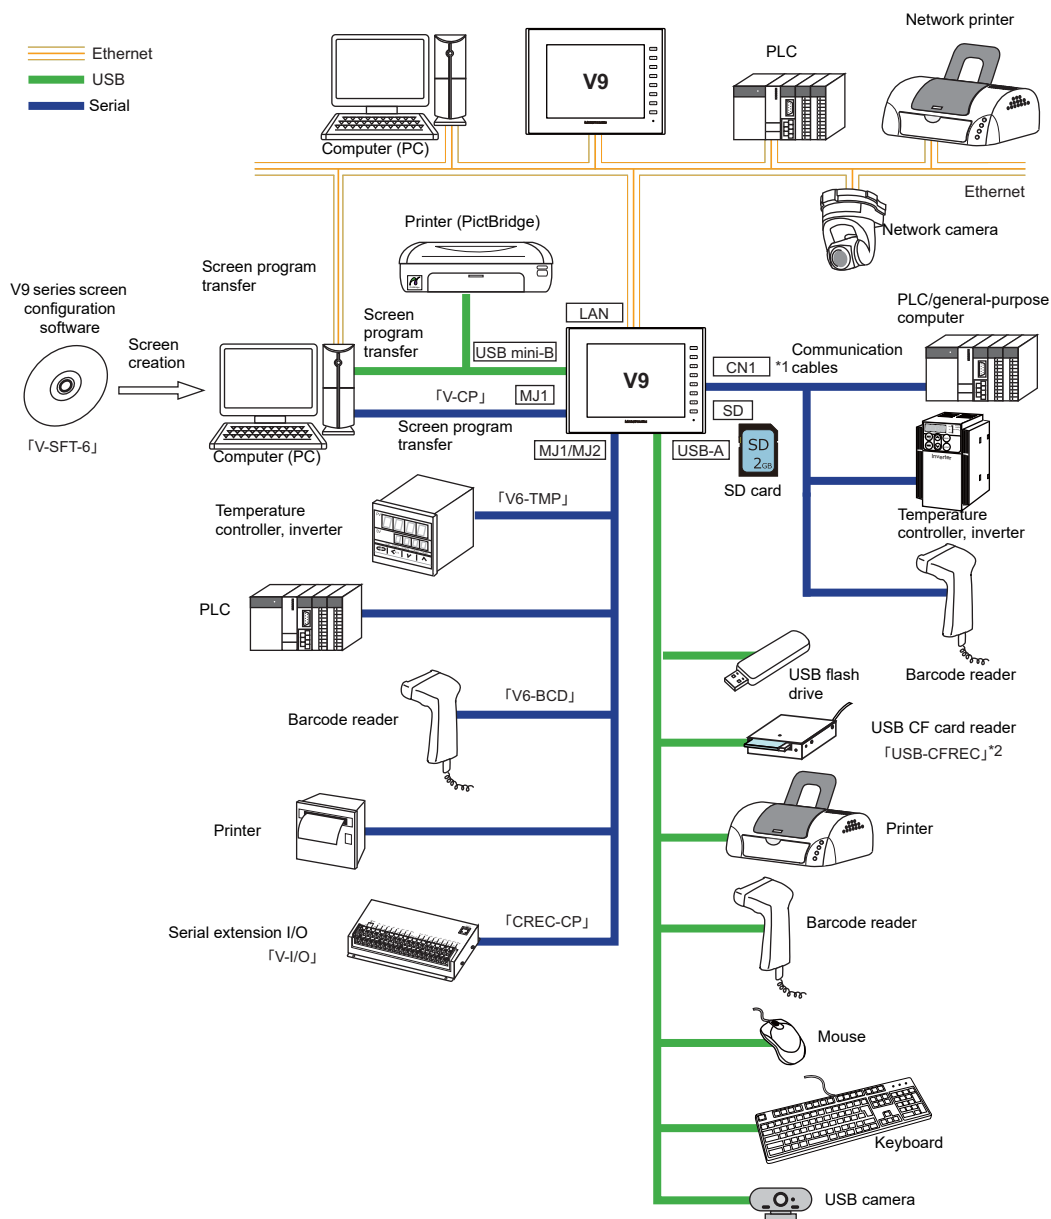 Network printer
Ethernet
USB
Serial
PLC
V9
Computer (PC)
Ethernet
Network camera
Printer (PictBridge)
Screen program
transfer
V9 series screen
configuration
software
Screen
creation
「V-SFT-6」
Computer (PC)
Screen
program
transfer
USB mini-B
LAN
V9
「V-CP」
MJ1
Screen program
transfer
MJ1/MJ2
USB-A
CN1
*1
Communication
cables
PLC/general-purpose
computer
SD
SD
2GB
SD card
Inverter
Temperature
controller, inverter
Barcode reader
Temperature
controller, inverter
「V6-TMP」
PLC
Barcode reader
「V6-BCD」
Printer
Serial extension I/O
「V-I/O」
「CREC-CP」
USB flash
drive
USB CF card reader
「USB-CFREC」*2
Printer
Barcode reader
Mouse
Keyboard
USB camera